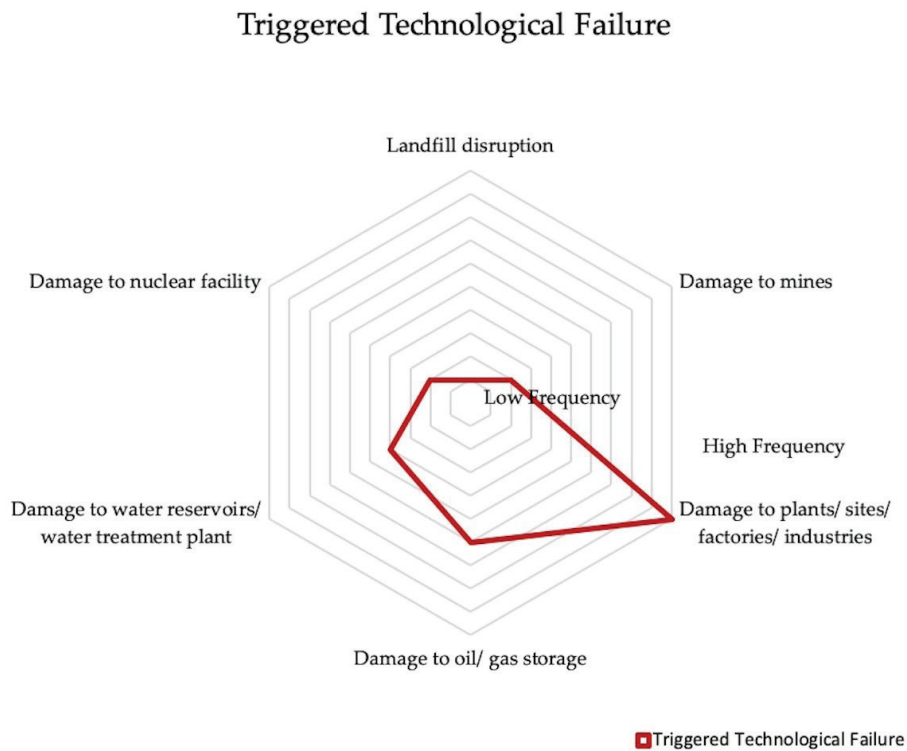 Triggered Technological Failure
Landfill disruption
Damage to nuclear facility
Damage to mines
Low Frequency
High Frequency
Damage to water reservoirs/
water treatment plant
Damage to plants/ sites/
factories/ industries
Damage to oil/ gas storage
Triggered Technological Failure